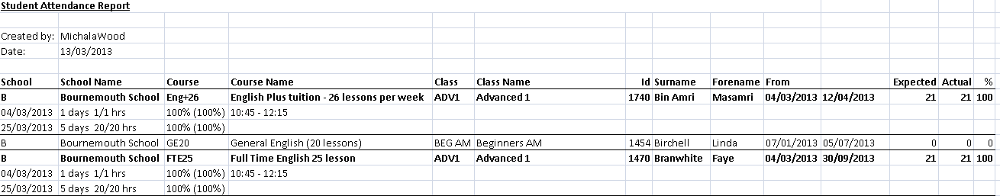 Student Attendance Report
Created by: MichalaWood
Date: 13/03/2013
School School Name Course Course Name Class Class Name Id Surname Forename From Expected Actual %
B Bournemouth School Eng+26 English Plus tuition - 26 lessons per week ADV1 Advanced 1 1740 Bin Amri Masamri 04/03/2013 12/04/2013 21 21 100
04/03/2013 1 days 1/1 hrs 100% (100%) 10:45 - 12:15
25/03/2013 5 days 20/20 hrs 100% (100%)
B Bournemouth School GE20 General English (20 lessons) BEG AM Beginners AM 1454 Birchell Linda 07/01/2013 05/07/2013 0 0 0
B Bournemouth School FTE25 Full Time English 25 lesson ADV1 Advanced 1 1470 Branwhite Faye 04/03/2013 30/09/2013 21 21 100
04/03/2013 1 days 1/1 hrs 100% (100%) 10:45 - 12:15
25/03/2013 5 days 20/20 hrs 100% (100%)